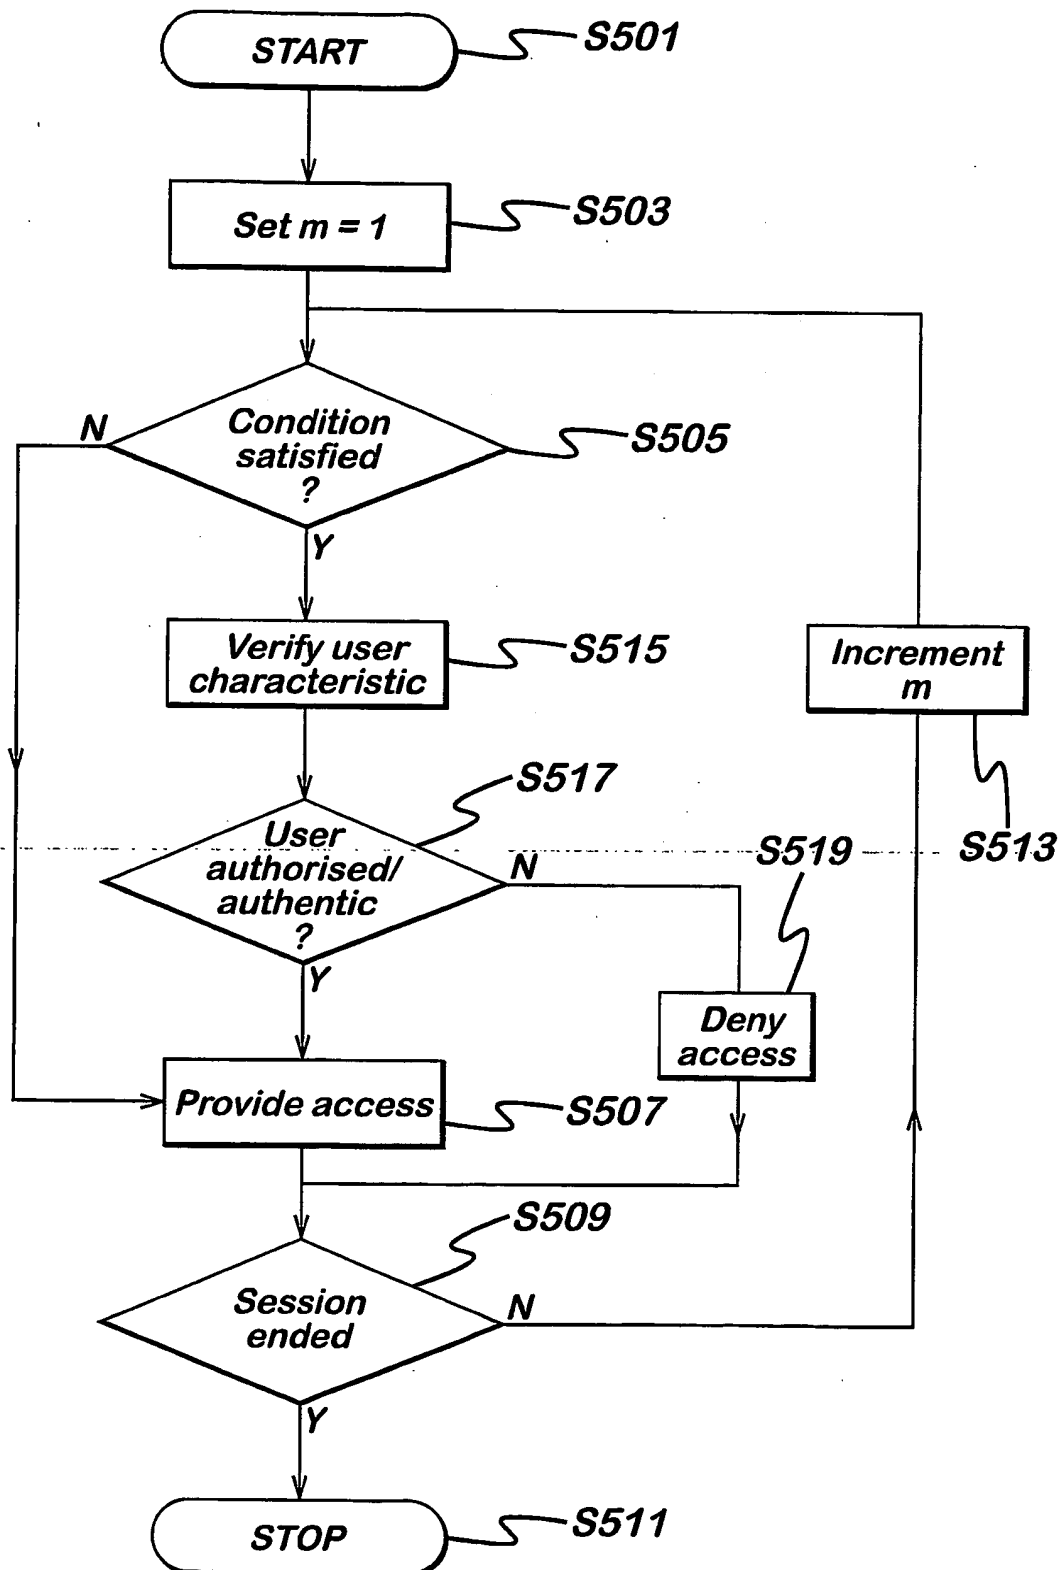 START
S501
Set m = 1
S503
N
Condition
satisfied
?
S505
Y
Verify user
characteristic
S515
Increment
m
S513
S517
User
authorised/
authentic
?
N
S519
Y
Deny
access
Provide access
S507
S509
Session
ended
N
Y
STOP
S511